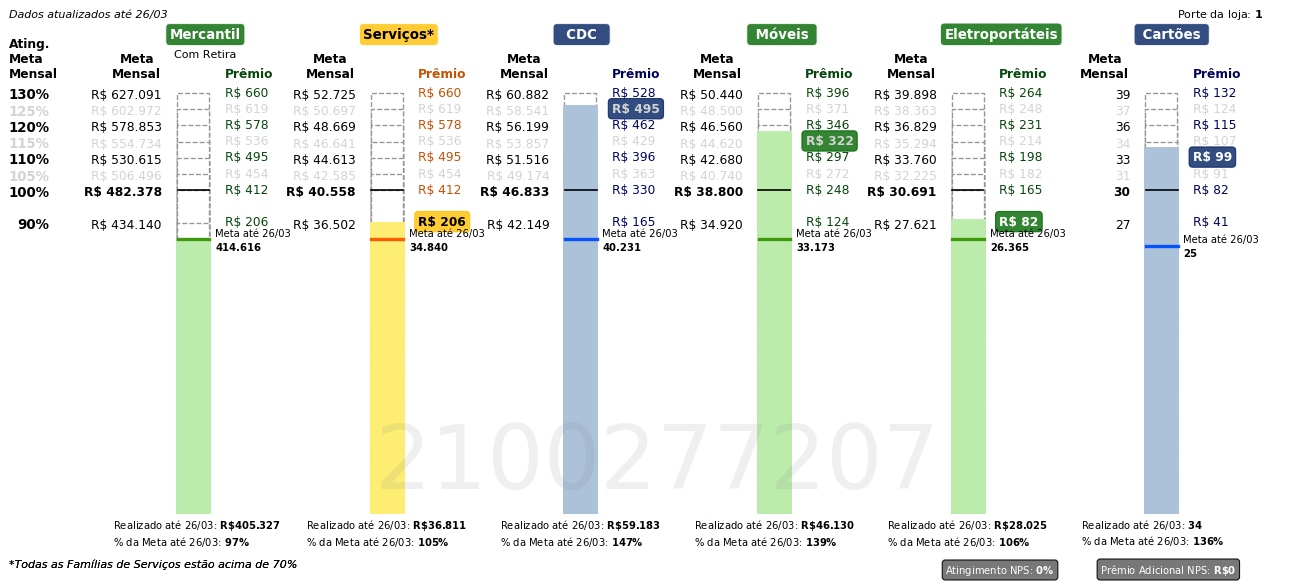 Dados atualizados até 26/03 Porte da loja: 1
Mercantil Serviços* CDC Móveis Eletroportáteis Cartões
Com Retira
Ating. Meta Mensal Meta Mensal Prêmio Meta Mensal Prêmio Meta Mensal Prêmio Meta Mensal Prêmio Meta Mensal Prêmio Meta Mensal Prêmio
130% R$ 627.091 R$ 660 R$ 52.725 R$ 660 R$ 60.882 R$ 528 R$ 50.440 R$ 396 R$ 39.898 R$ 264 39 R$ 132
125% R$ 602.972 R$ 619 R$ 50.697 R$ 619 R$ 58.541 R$ 495 R$ 48.500 R$ 371 R$ 38.363 R$ 248 37 R$ 124
120% R$ 578.853 R$ 578 R$ 48.669 R$ 578 R$ 56.199 R$ 462 R$ 46.560 R$ 346 R$ 36.829 R$ 231 36 R$ 115
115% R$ 554.734 R$ 536 R$ 46.641 R$ 536 R$ 53.857 R$ 429 R$ 44.620 R$ 322 R$ 35.294 R$ 214 34 R$ 107
110% R$ 530.615 R$ 495 R$ 44.613 R$ 495 R$ 51.516 R$ 396 R$ 42.680 R$ 297 R$ 33.760 R$ 198 33 R$ 99
105% R$ 506.496 R$ 454 R$ 42.585 R$ 454 R$ 49.174 R$ 363 R$ 40.740 R$ 272 R$ 32.225 R$ 182 31 R$ 91
100% R$ 482.378 R$ 412 R$ 40.558 R$ 412 R$ 46.833 R$ 330 R$ 38.800 R$ 248 R$ 30.691 R$ 165 30 R$ 82
90% R$ 434.140 R$ 206 R$ 36.502 R$ 206 R$ 42.149 R$ 165 R$ 34.920 R$ 124 R$ 27.621 R$ 82 27 R$ 41
Meta até 26/03 Meta até 26/03 Meta até 26/03 Meta até 26/03 Meta até 26/03 Meta até 26/03
414.616 34.840 40.231 33.173 26.365 25
2100277207
Realizado até 26/03: R$405.327 Realizado até 26/03: R$36.811 Realizado até 26/03: R$59.183 Realizado até 26/03: R$46.130 Realizado até 26/03: R$28.025 Realizado até 26/03: 34
% da Meta até 26/03: 97% % da Meta até 26/03: 105% % da Meta até 26/03: 147% % da Meta até 26/03: 139% % da Meta até 26/03: 106% % da Meta até 26/03: 136%
*Todas as Famílias de Serviços estão acima de 70% Atingimento NPS: 0% Prêmio Adicional NPS: R$0